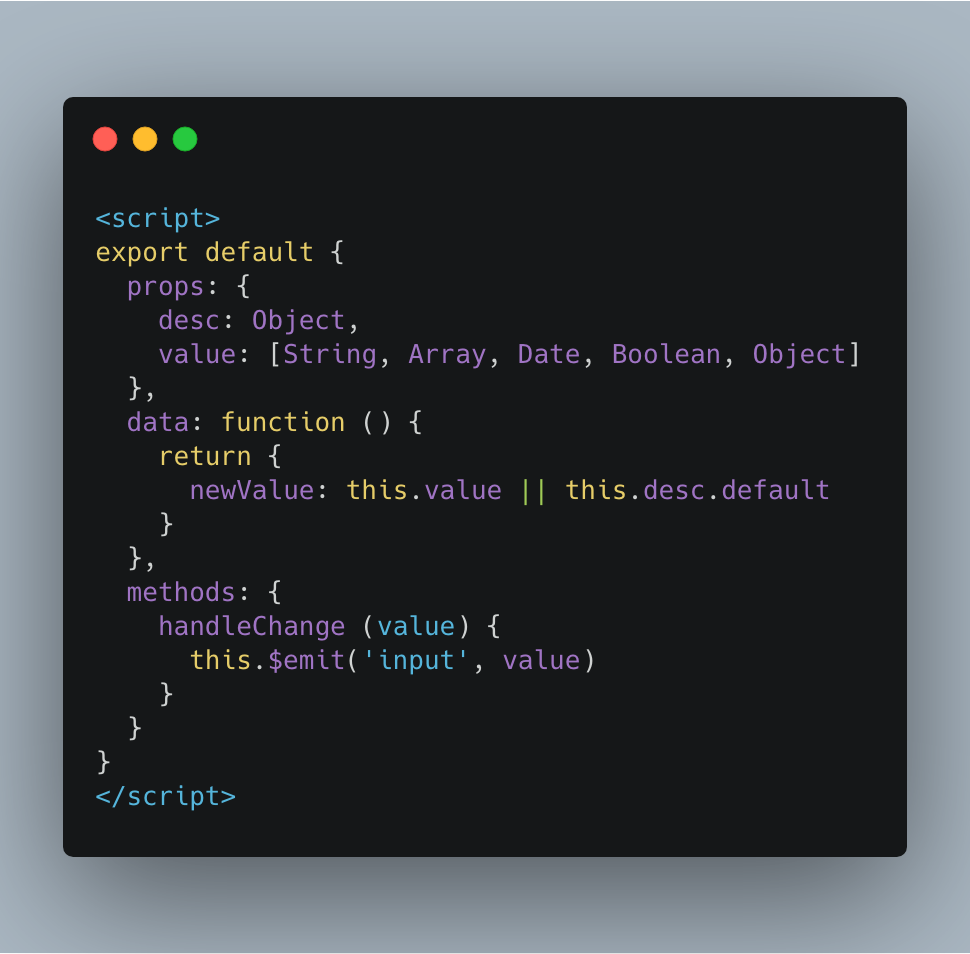 <script>
export default {
  props: {
    desc: Object,
    value: [String, Array, Date, Boolean, Object]
  },
  data: function () {
    return {
      newValue: this.value || this.desc.default
    }
  },
  methods: {
    handleChange (value) {
      this.$emit('input', value)
    }
  }
}
</script>